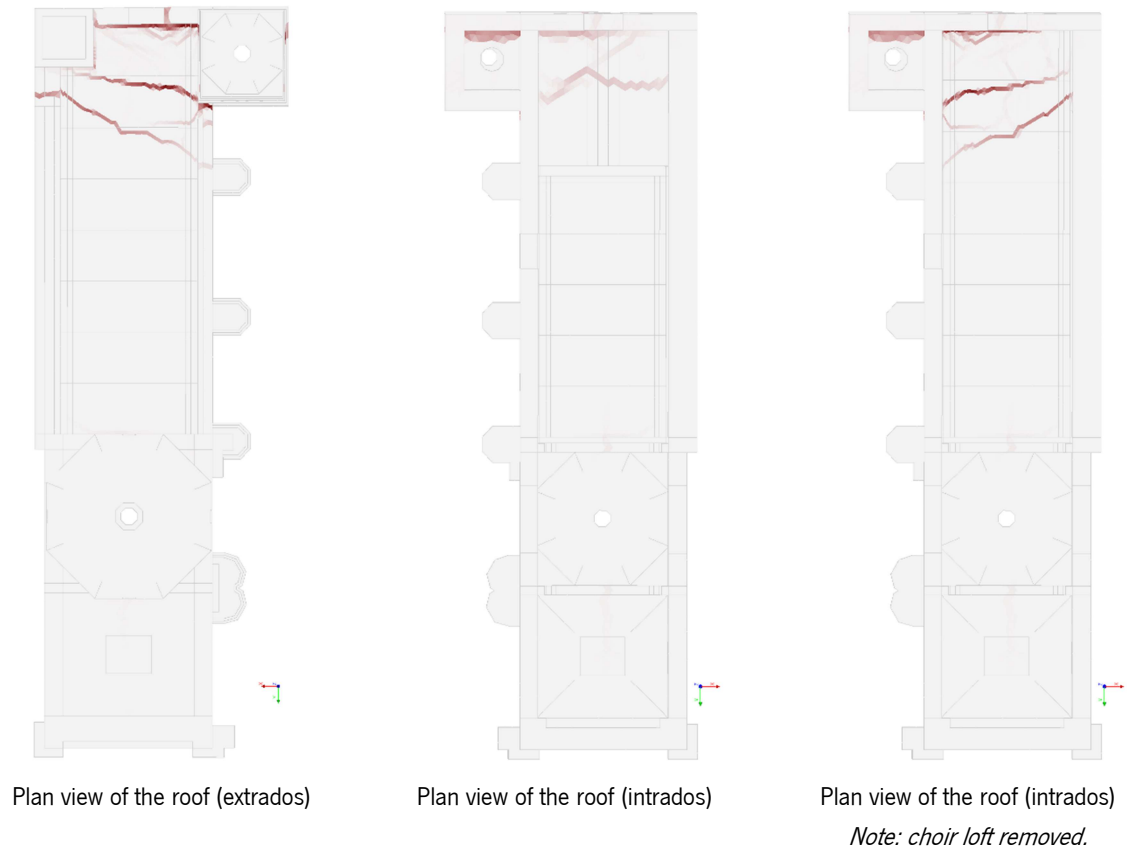 Plan view of the roof (extrados)
Plan view of the roof (intrados)
Plan view of the roof (intrados)
Note: choir loft removed.